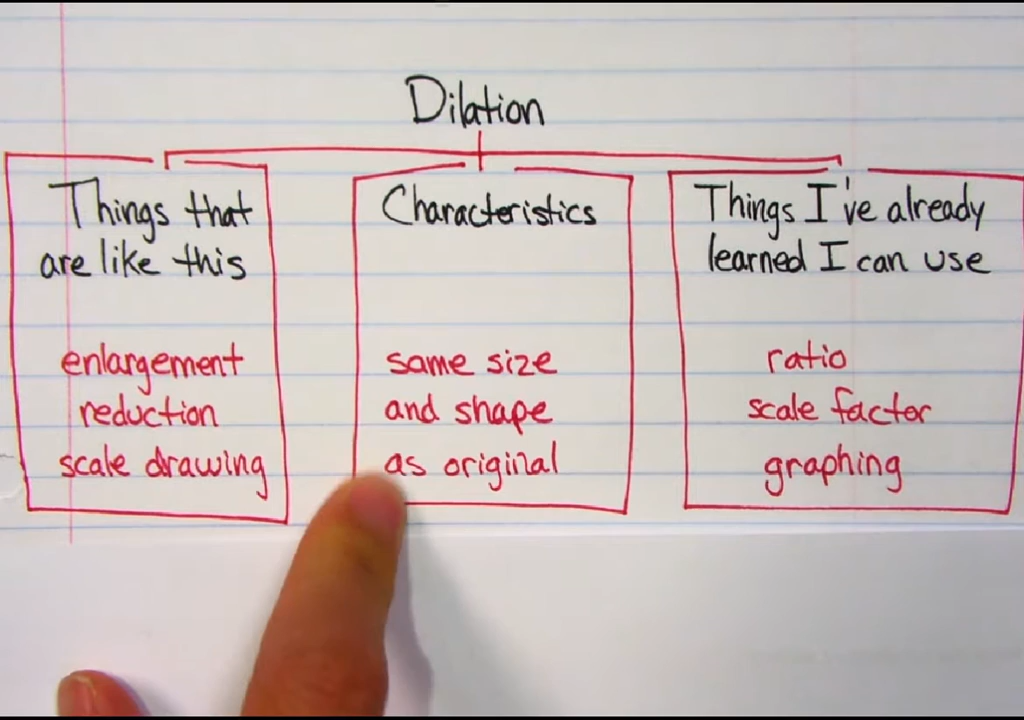 Dilation
Things that
are like this
enlargement
reduction
scale drawing
Characteristics
same size
and shape
as original
Things I've already
learned I can use
ratio
scale factor
graphing